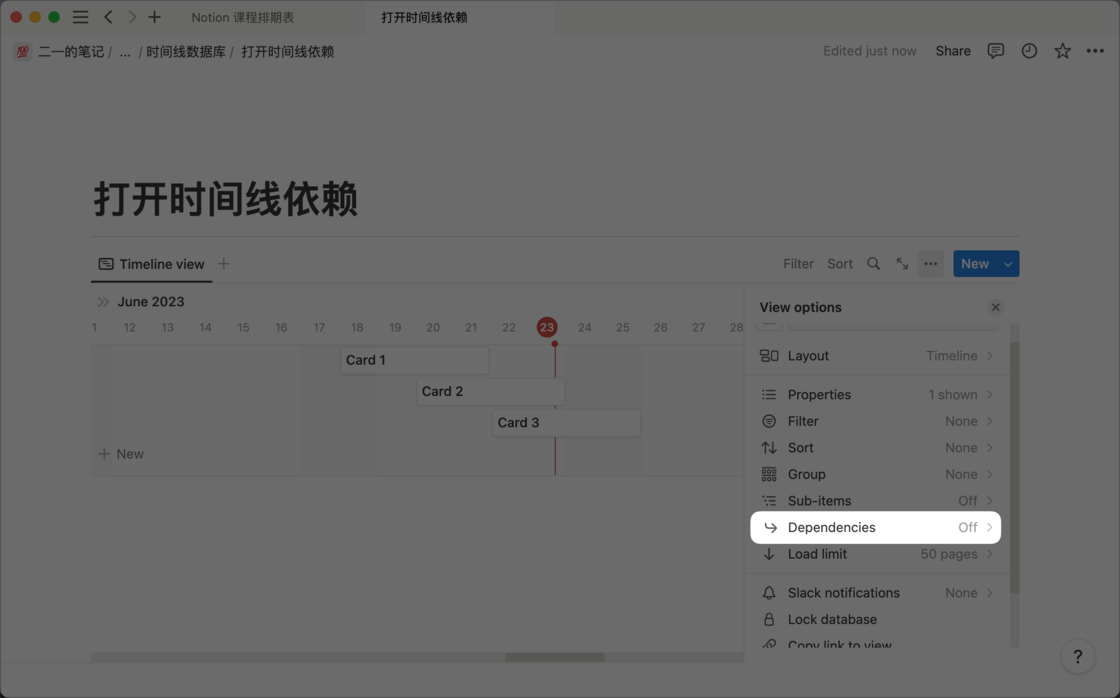 Notion 课程排期表
打开时间线依赖
二一的笔记 / ... / 时间线数据库 / 打开时间线依赖
Edited just now
Share
打开时间线依赖
Timeline view
Filter
Sort
New
June 2023
1 12 13 14 15 16 17 18 19 20 21 22 23 24 25 26 27 28
Card 1
Card 2
Card 3
New
View options
Layout Timeline
Properties 1 shown
Filter None
Sort None
Group None
Sub-items Off
Dependencies Off
Load limit 50 pages
Slack notifications None
Lock database
Copy link to view
?